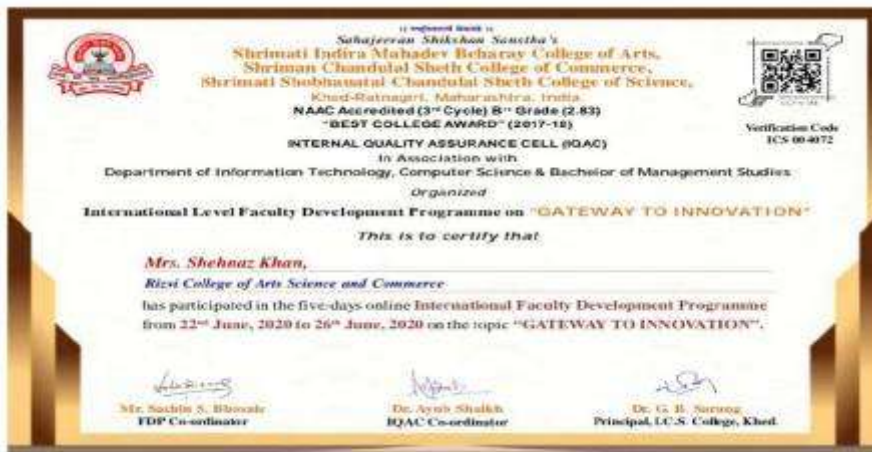 Sahajeevan Shikshan Sanstha's
Shrimati Indira Mahadev Beharay College of Arts,
Shriman Chandulal Sheth College of Commerce,
Shrimati Shobhanatai Chandulal Sheth College of Science,
Khed-Ratnagiri, Maharashtra, India
NAAC Accredited (3rd Cycle) B++ Grade (2.83)
"BEST COLLEGE AWARD" (2017-18)
Verification Code
ICS 004072
INTERNAL QUALITY ASSURANCE CELL (IQAC)
In Association with
Department of Information Technology, Computer Science & Bachelor of Management Studies
Organized
International Level Faculty Development Programme on "GATEWAY TO INNOVATION"
This is to certify that
Mrs. Shehnaz Khan,
Rizvi College of Arts Science and Commerce
has participated in the five-days online International Faculty Development Programme
from 22nd June, 2020 to 26th June, 2020 on the topic "GATEWAY TO INNOVATION".
Mr. Sachin S. Bhosale
FDP Co-ordinator
Dr. Ayub Shaikh
IQAC Co-ordinator
Dr. G. B. Sarang
Principal, I.C.S. College, Khed.